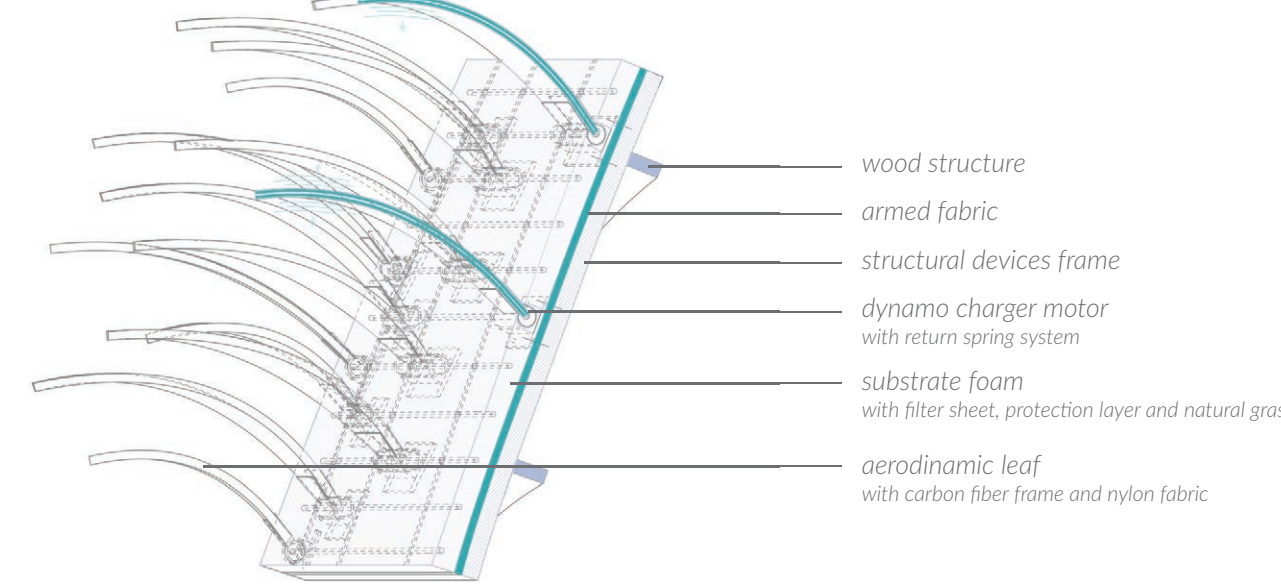 wood structure
armed fabric
structural devices frame
dynamo charger motor
with return spring system
substrate foam
with filter sheet, protection layer and natural
aerodinamic leaf
with carbon fiber frame and nylon fabric